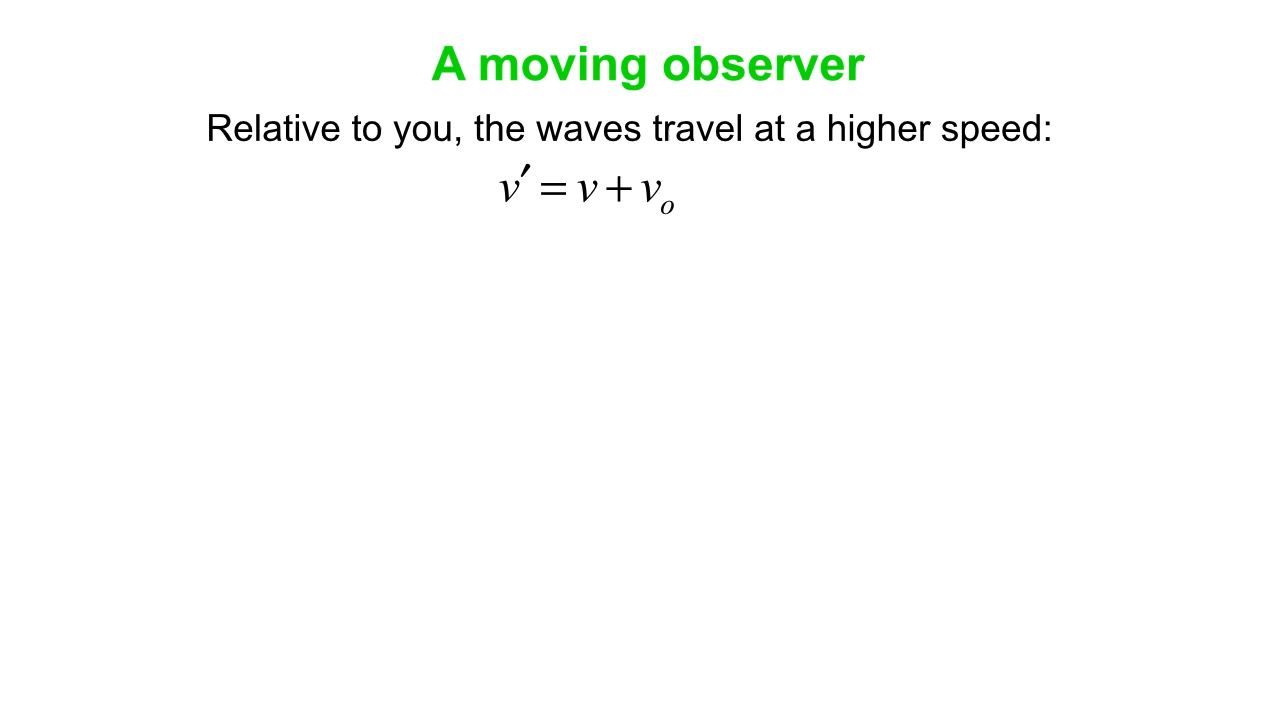 A moving observer
Relative to you, the waves travel at a higher speed:
v′ = v + vₒ